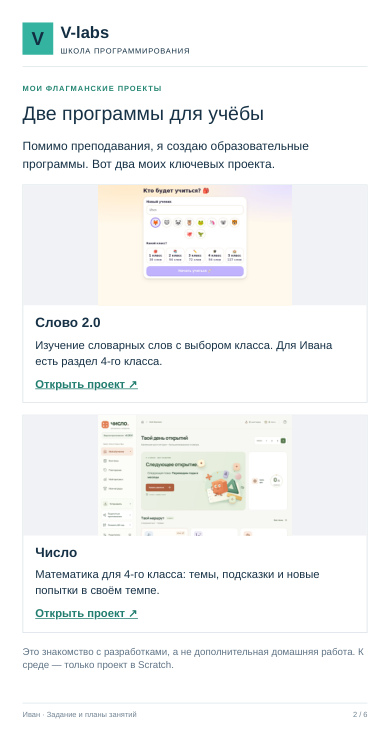 V
V-labs
ШКОЛА ПРОГРАММИРОВАНИЯ
МОИ ФЛАГМАНСКИЕ ПРОЕКТЫ
Две программы для учёбы
Помимо преподавания, я создаю образовательные
программы. Вот два моих ключевых проекта.
Кто будет учиться?
Новый ученик
1 класс
2 класс
3 класс
4 класс
5 класс
Слово 2.0
Изучение словарных слов с выбором класса. Для Ивана
есть раздел 4-го класса.
Открыть проект ↗
ЧИСЛО.
Твой день открытий
Следующее открытие
Твой маршрут
Число
Математика для 4-го класса: темы, подсказки и новые
попытки в своём темпе.
Открыть проект ↗
Это знакомство с разработками, а не дополнительная домашняя работа. К
среде — только проект в Scratch.
Иван · Задание и планы занятий
2 / 6